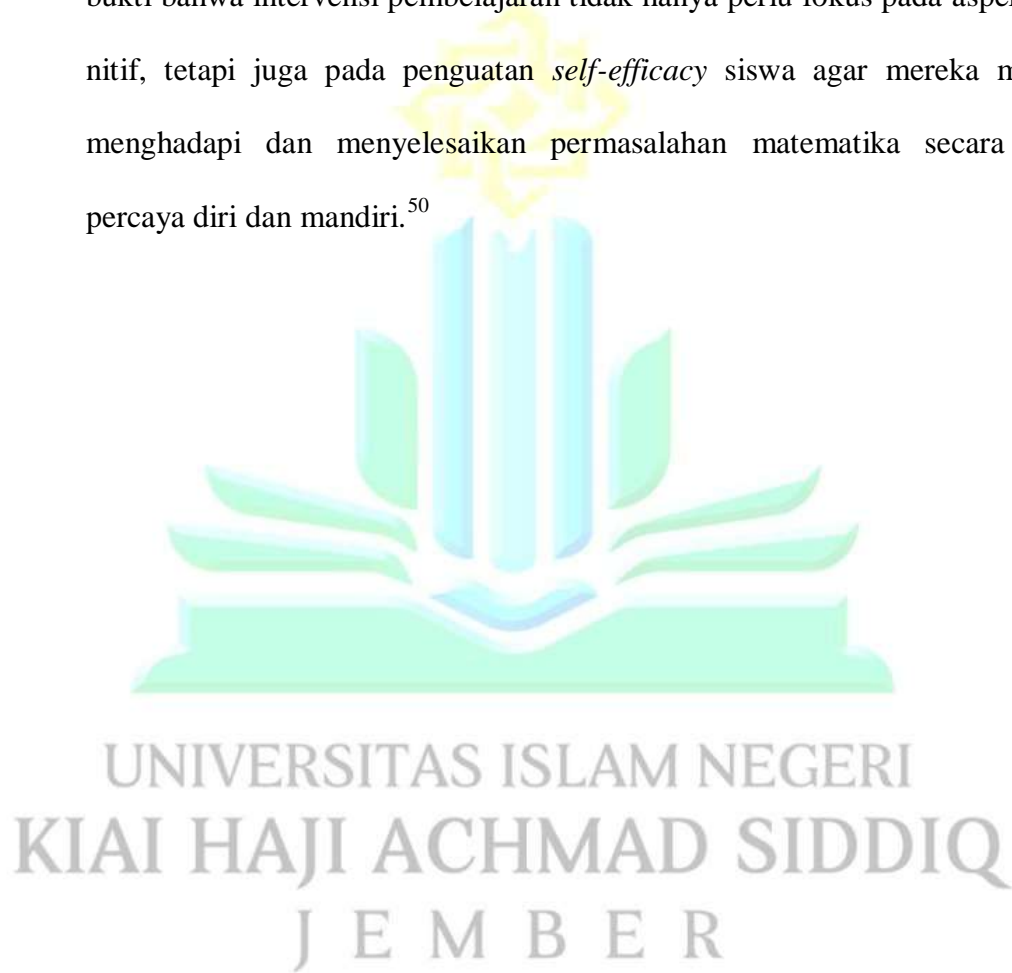 bukti bahwa intervensi pembelajaran tidak hanya perlu fokus pada
nitif, tetapi juga pada penguatan self-efficacy siswa agar mereka
menghadapi dan menyelesaikan permasalahan matematika secara
percaya diri dan mandiri.50
UNIVERSITAS ISLAM NEGERI
KIAI HAJI ACHMAD SIDDIQ
JEMBER